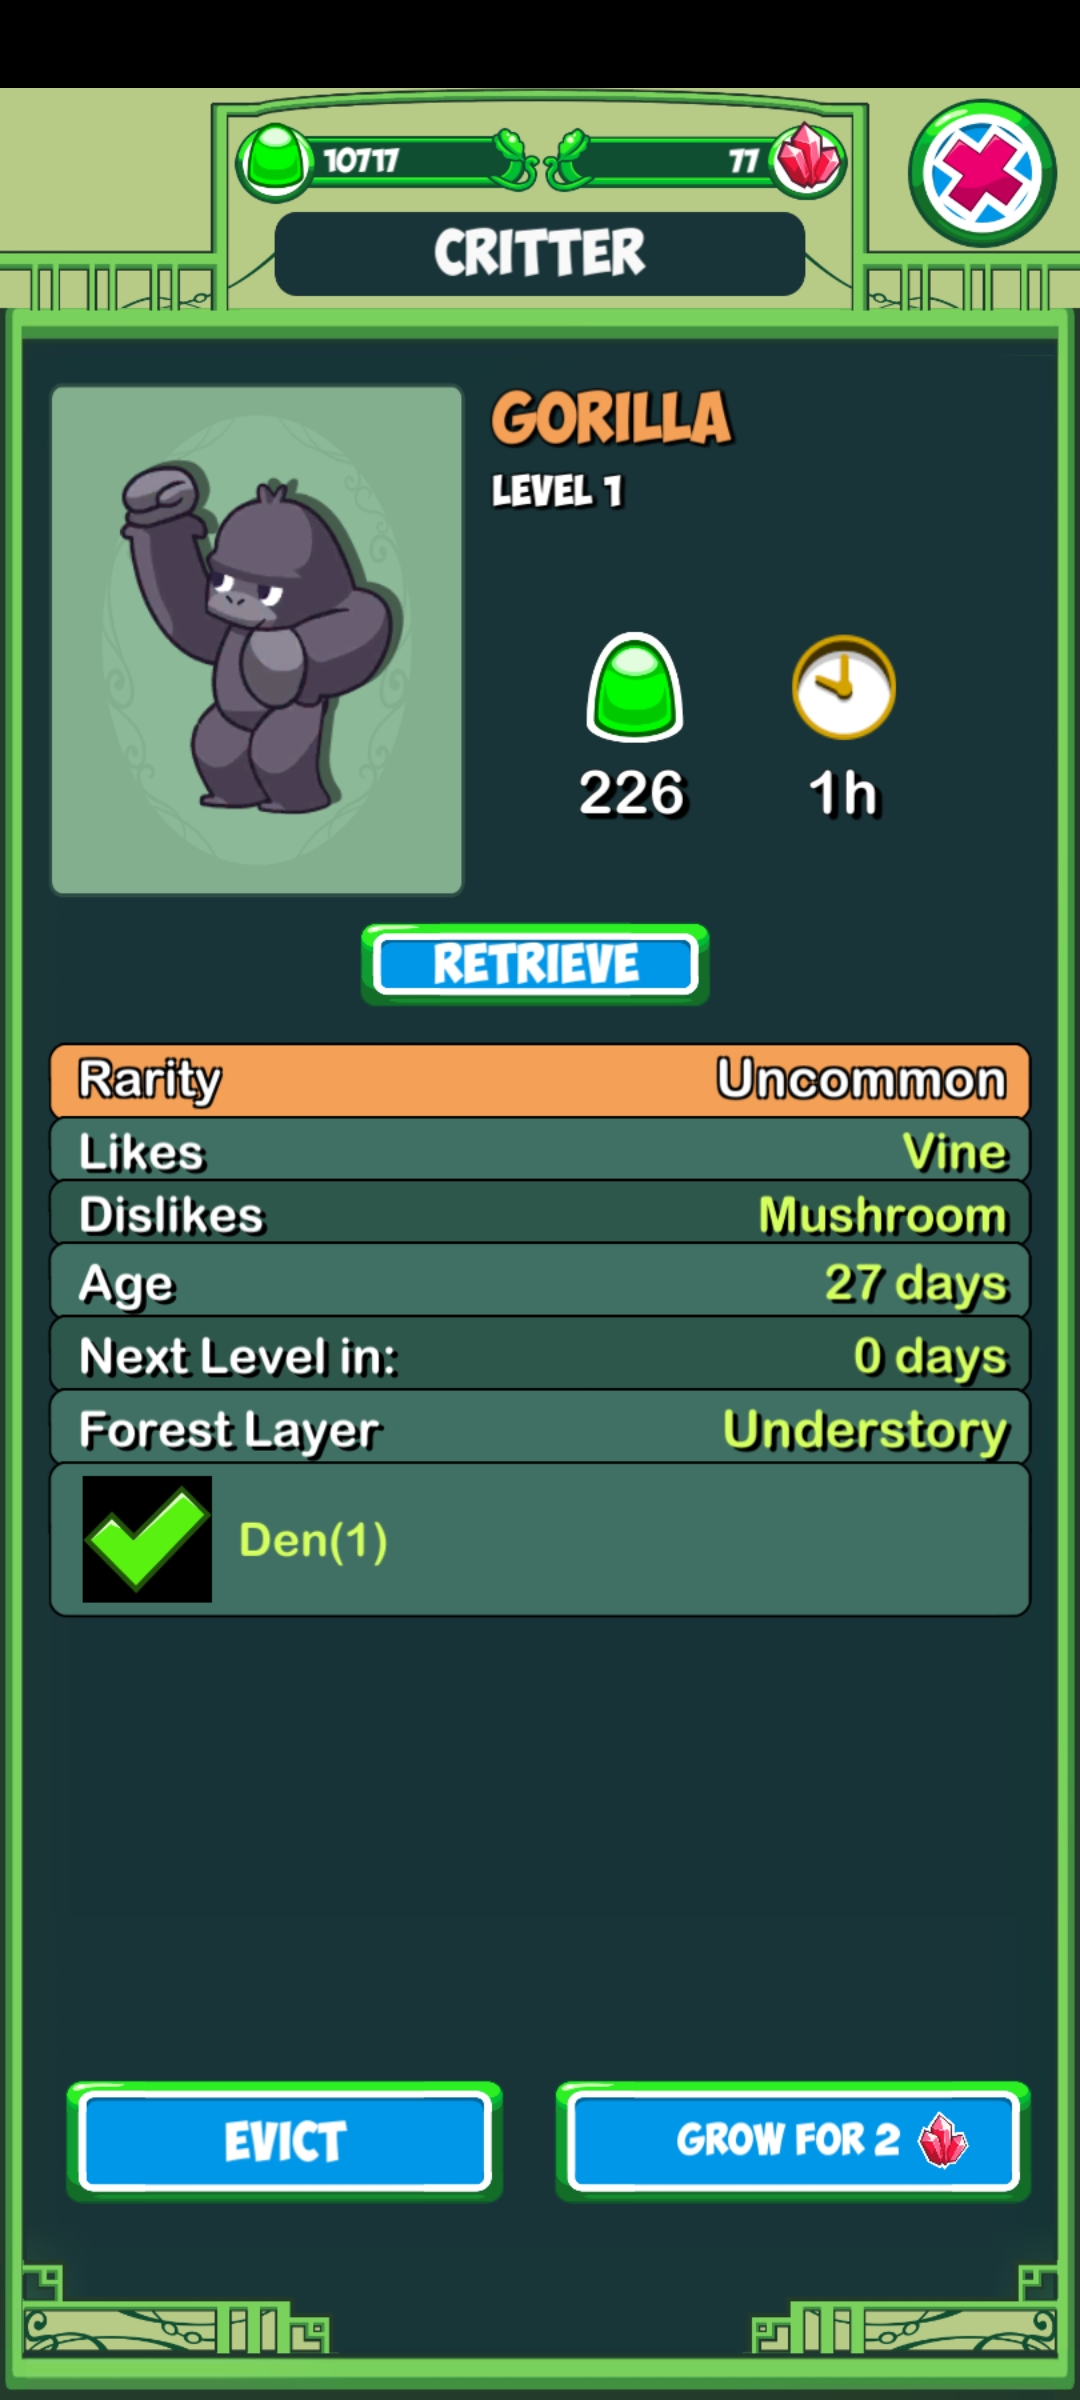 10717
77
CRITTER
GORILLA
LEVEL 1
226
1h
RETRIEVE
Rarity Uncommon
Likes Vine
Dislikes Mushroom
Age 27 days
Next Level in: 0 days
Forest Layer Understory
Den(1)
EVICT
GROW FOR 2